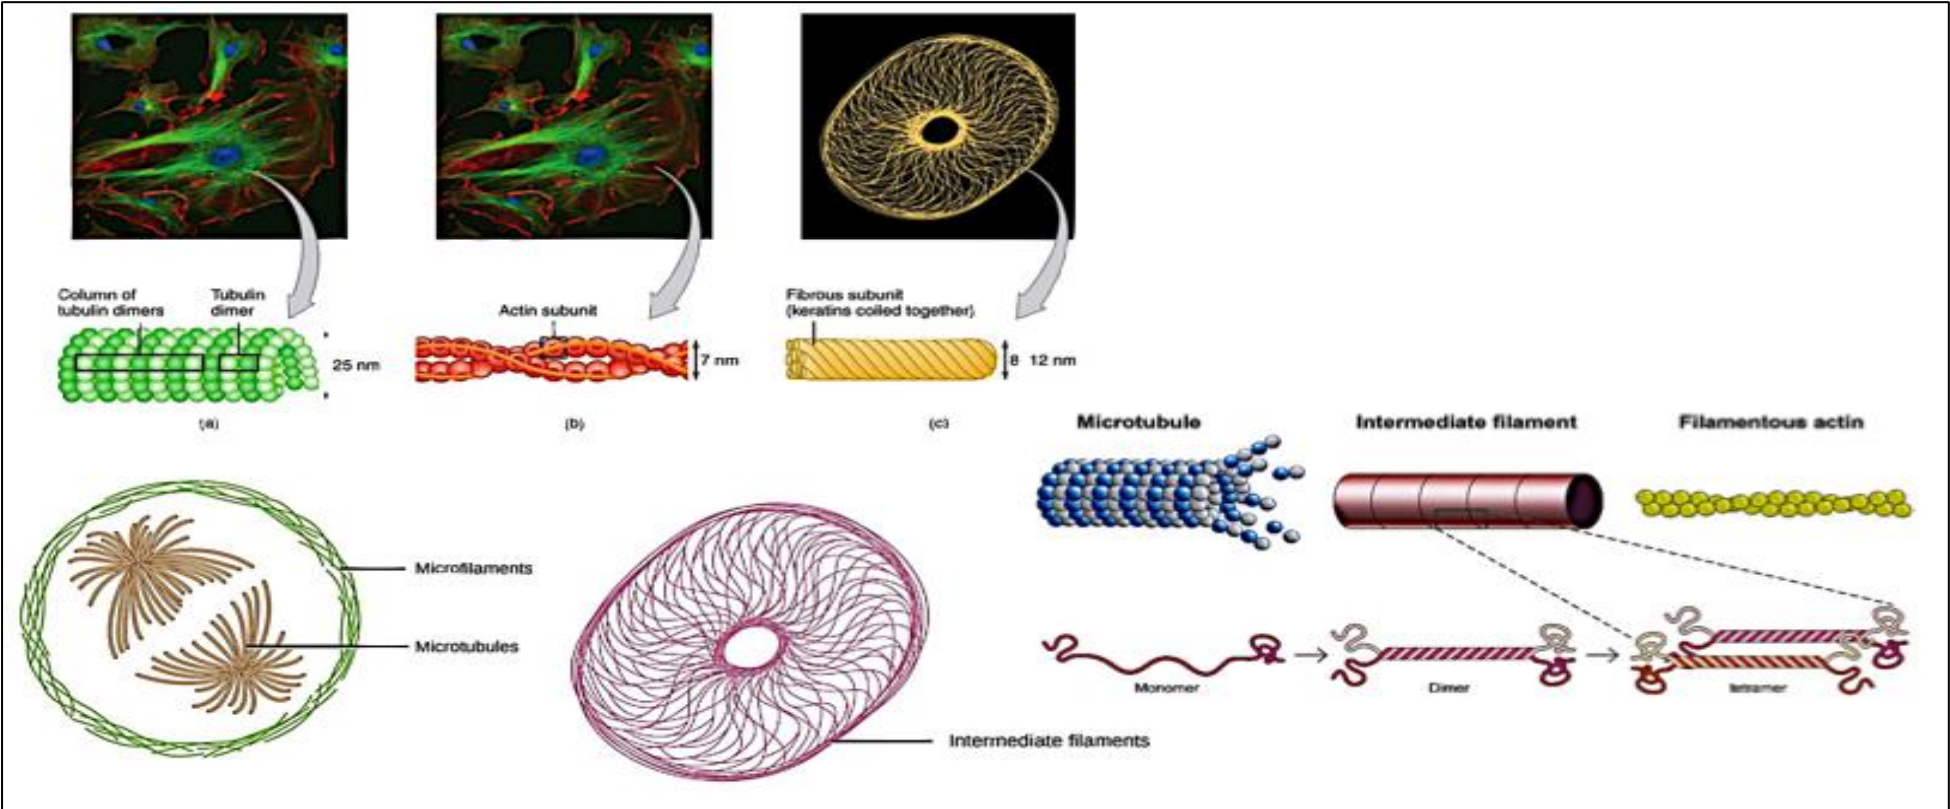 Column of
tubulin dimers
Tubulin
dimer
25 nm
(a)
Actin subunit
7 nm
(b)
Fibrous subunit
(keratins coiled together)
8 12 nm
(c)
Microtubule
Intermediate filament
Filamentous actin
Monomer
Dimer
tetramer
Microfilaments
Microtubules
Intermediate filaments